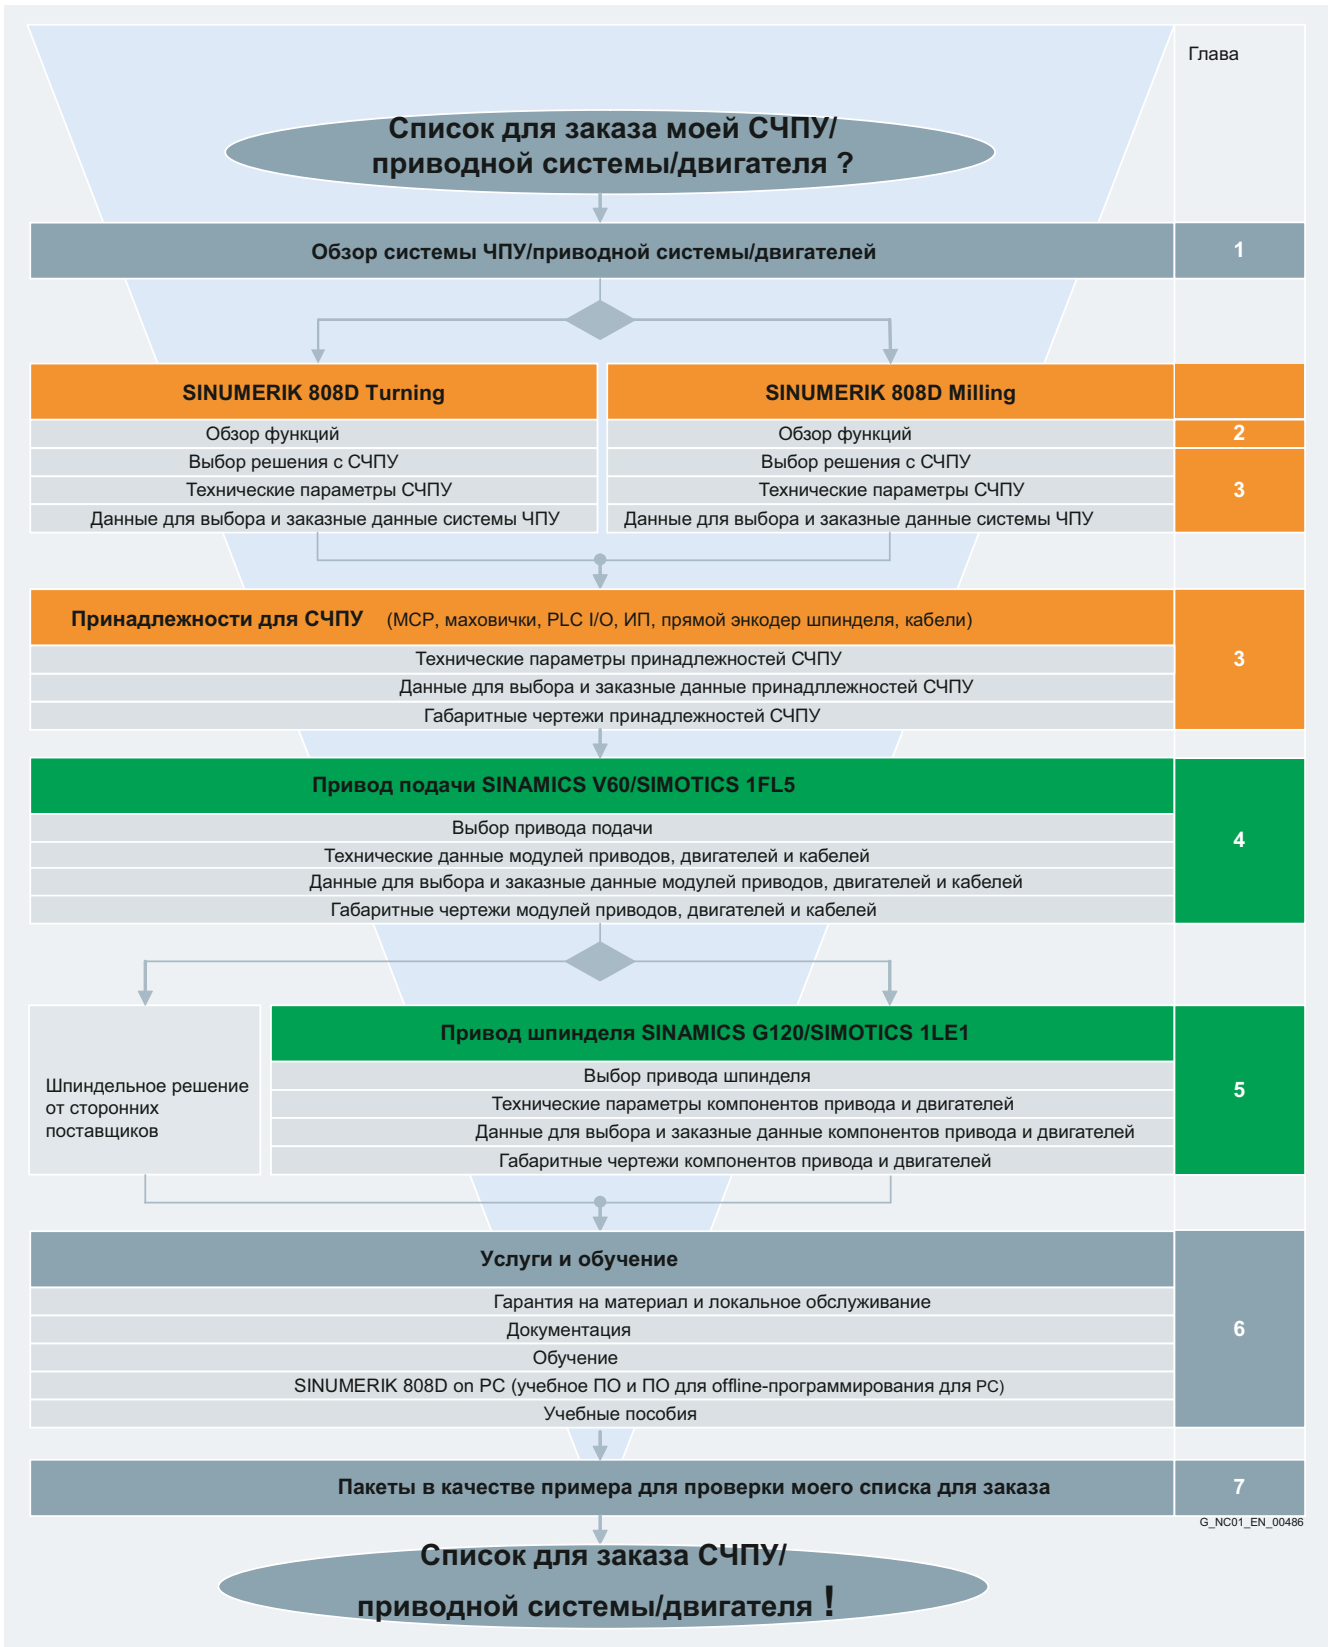 Глава
Список для заказа моей СЧПУ/
приводной системы/двигателя ?
Обзор системы ЧПУ/приводной системы/двигателей
1
SINUMERIK 808D Turning
SINUMERIK 808D Milling
Обзор функций
Обзор функций
2
Выбор решения с СЧПУ
Выбор решения с СЧПУ
Технические параметры СЧПУ
Технические параметры СЧПУ
3
Данные для выбора и заказные данные системы ЧПУ
Данные для выбора и заказные данные системы ЧПУ
Принадлежности для СЧПУ (MCP, маховички, PLC I/O, ИП, прямой энкодер шпинделя, кабели)
Технические параметры принадлежностей СЧПУ
3
Данные для выбора и заказные данные принадллежностей СЧПУ
Габаритные чертежи принадлежностей СЧПУ
Привод подачи SINAMICS V60/SIMOTICS 1FL5
Выбор привода подачи
4
Технические данные модулей приводов, двигателей и кабелей
Данные для выбора и заказные данные модулей приводов, двигателей и кабелей
Габаритные чертежи модулей приводов, двигателей и кабелей
Шпиндельное решение
от сторонних
поставщиков
Привод шпинделя SINAMICS G120/SIMOTICS 1LE1
Выбор привода шпинделя
5
Технические параметры компонентов привода и двигателей
Данные для выбора и заказные данные компонентов привода и двигателей
Габаритные чертежи компонентов привода и двигателей
Услуги и обучение
Гарантия на материал и локальное обслуживание
Документация
6
Обучение
SINUMERIK 808D on PC (учебное ПО и ПО для offline-программирования для PC)
Учебные пособия
Пакеты в качестве примера для проверки моего списка для заказа
7
G_NC01_EN_00486
Список для заказа СЧПУ/
приводной системы/двигателя !